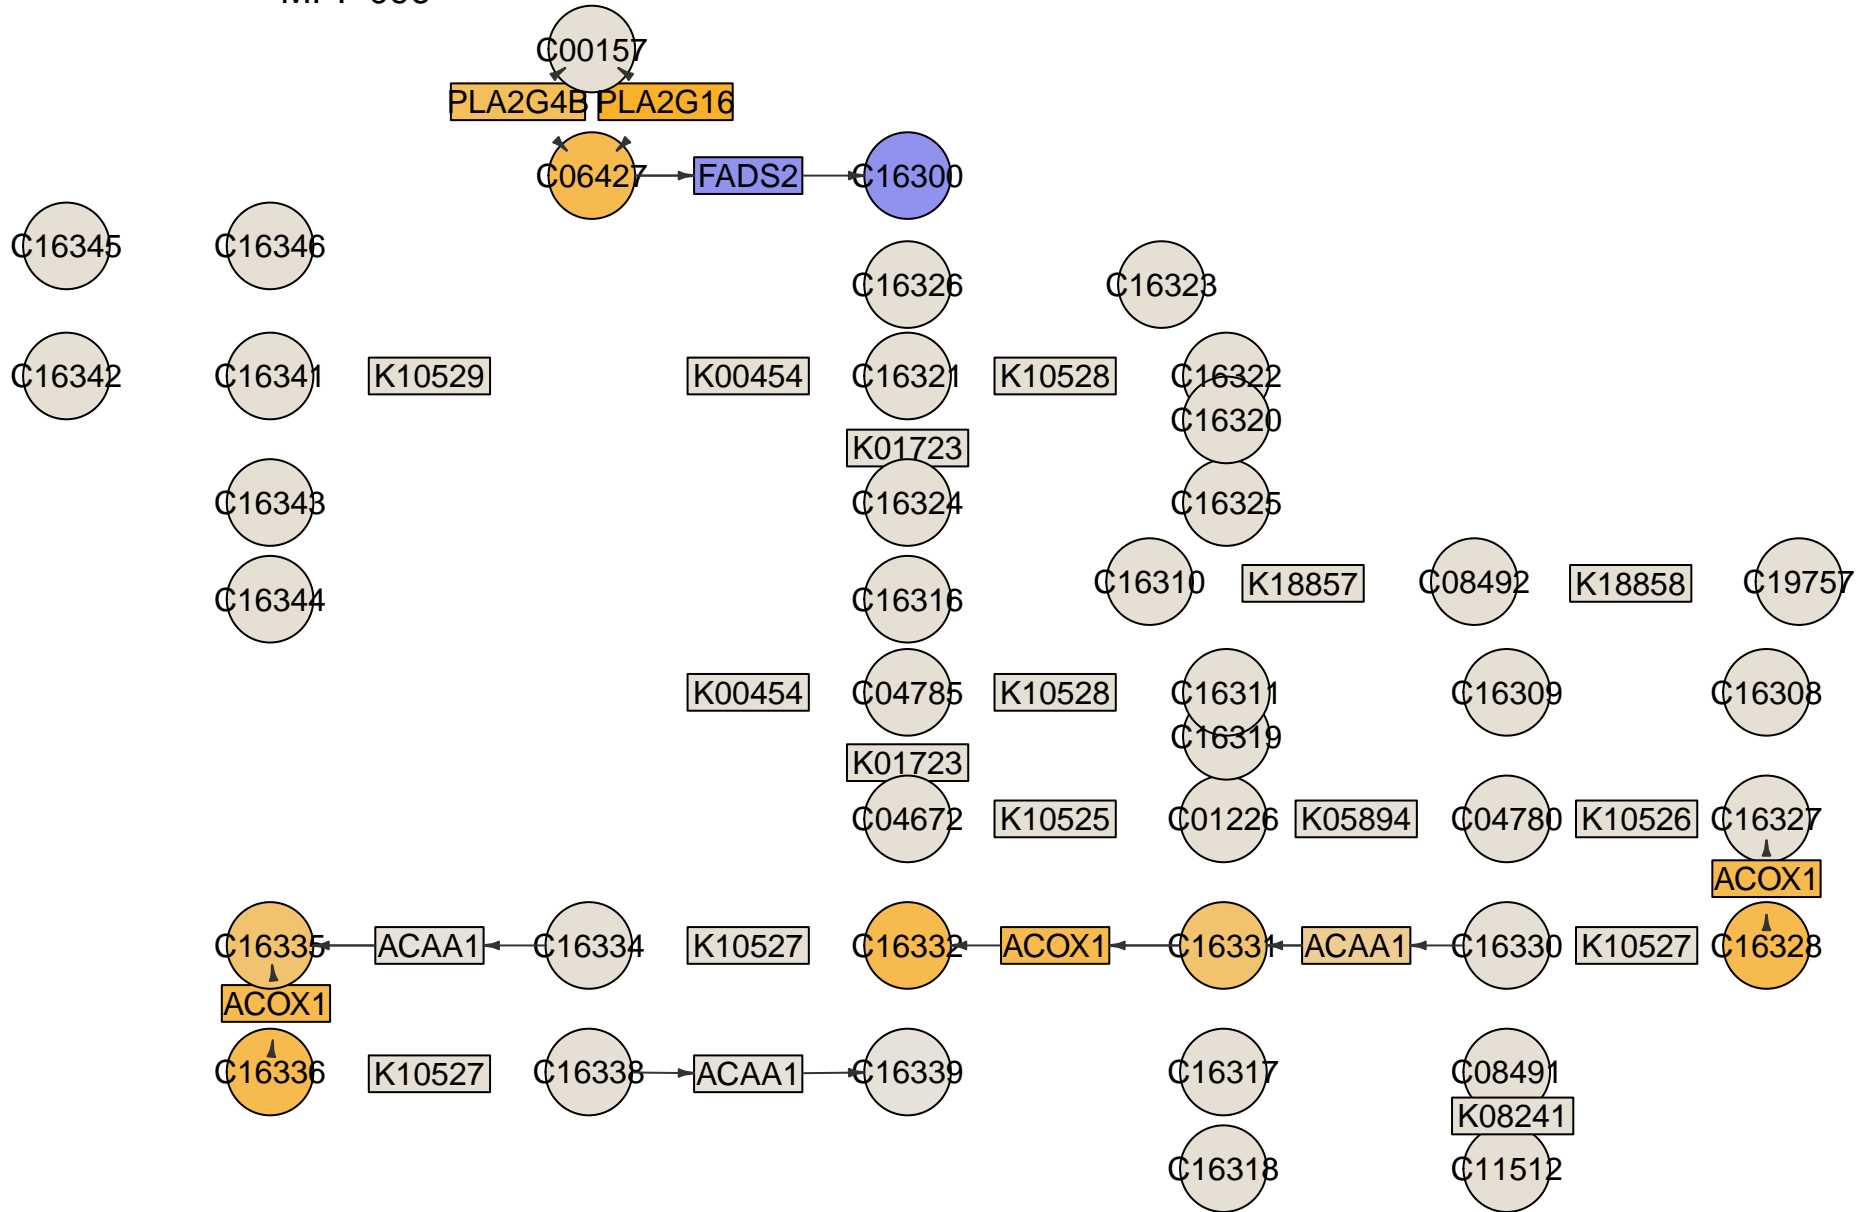 C00157
PLA2G4B PLA2G16
C06427 FADS2 C16300
C16345 C16346
C16326 C16323
C16342 C16341 K10529 K00454 C16321 K10528 C16322
C16320
K01723
C16343 C16324 C16325
C16310 K18857 C08492 K18858 C19757
C16344 C16316
K00454 C04785 K10528 C16311 C16309 C16308
C16319
K01723
C04672 K10525 C01226 K05894 C04780 K10526 C16327
ACOX1
C16335 ACAA1 C16334 K10527 C16332 ACOX1 C16331 ACAA1 C16330 K10527 C16328
ACOX1
C16336 K10527 C16338 ACAA1 C16339 C16317 C08491
K08241
C16318 C11512